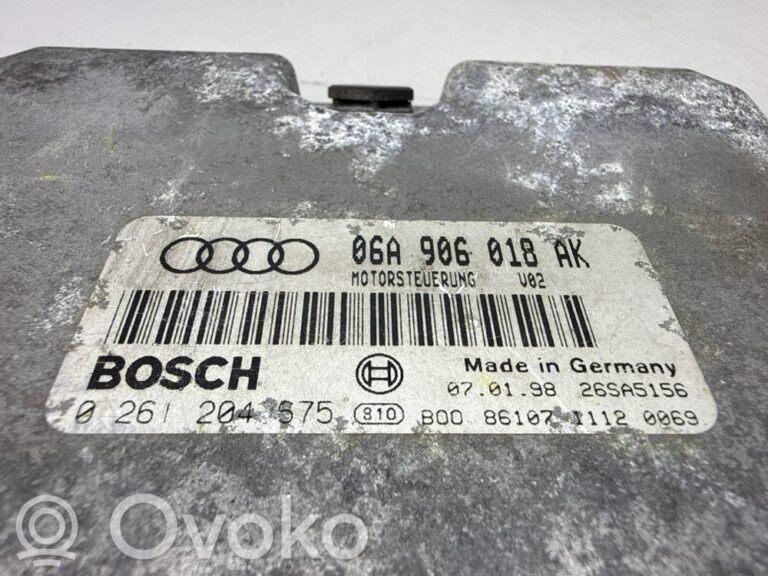 06A 906 018 AK
MOTORSTEUERUNG V02
BOSCH
Made in Germany
07.01.98 26SA5156
0 261 204 675 310 B00 86107 1112 0069
Ovoko